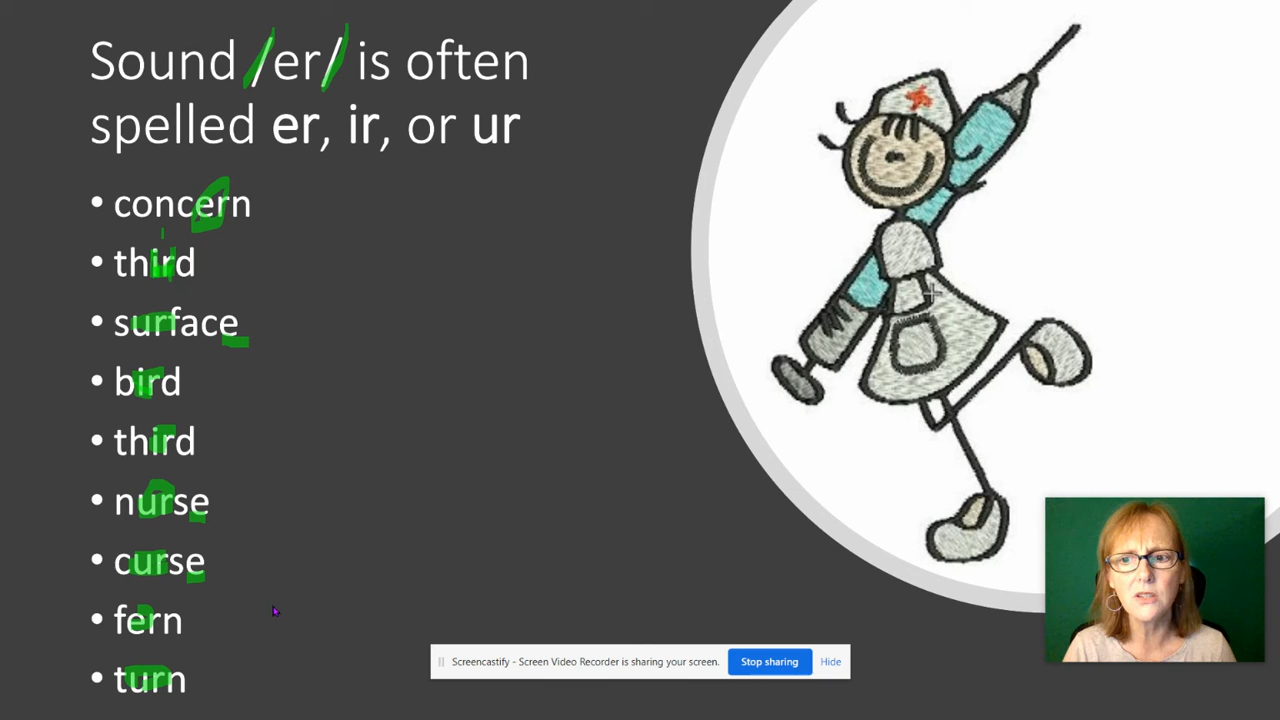 Sound /er/ is often
spelled er, ir, or ur
• concern
• third
• surface
• bird
• third
• nurse
• curse
• fern
• turn
Screencastify - Screen Video Recorder is sharing your screen.
Stop sharing
Hide